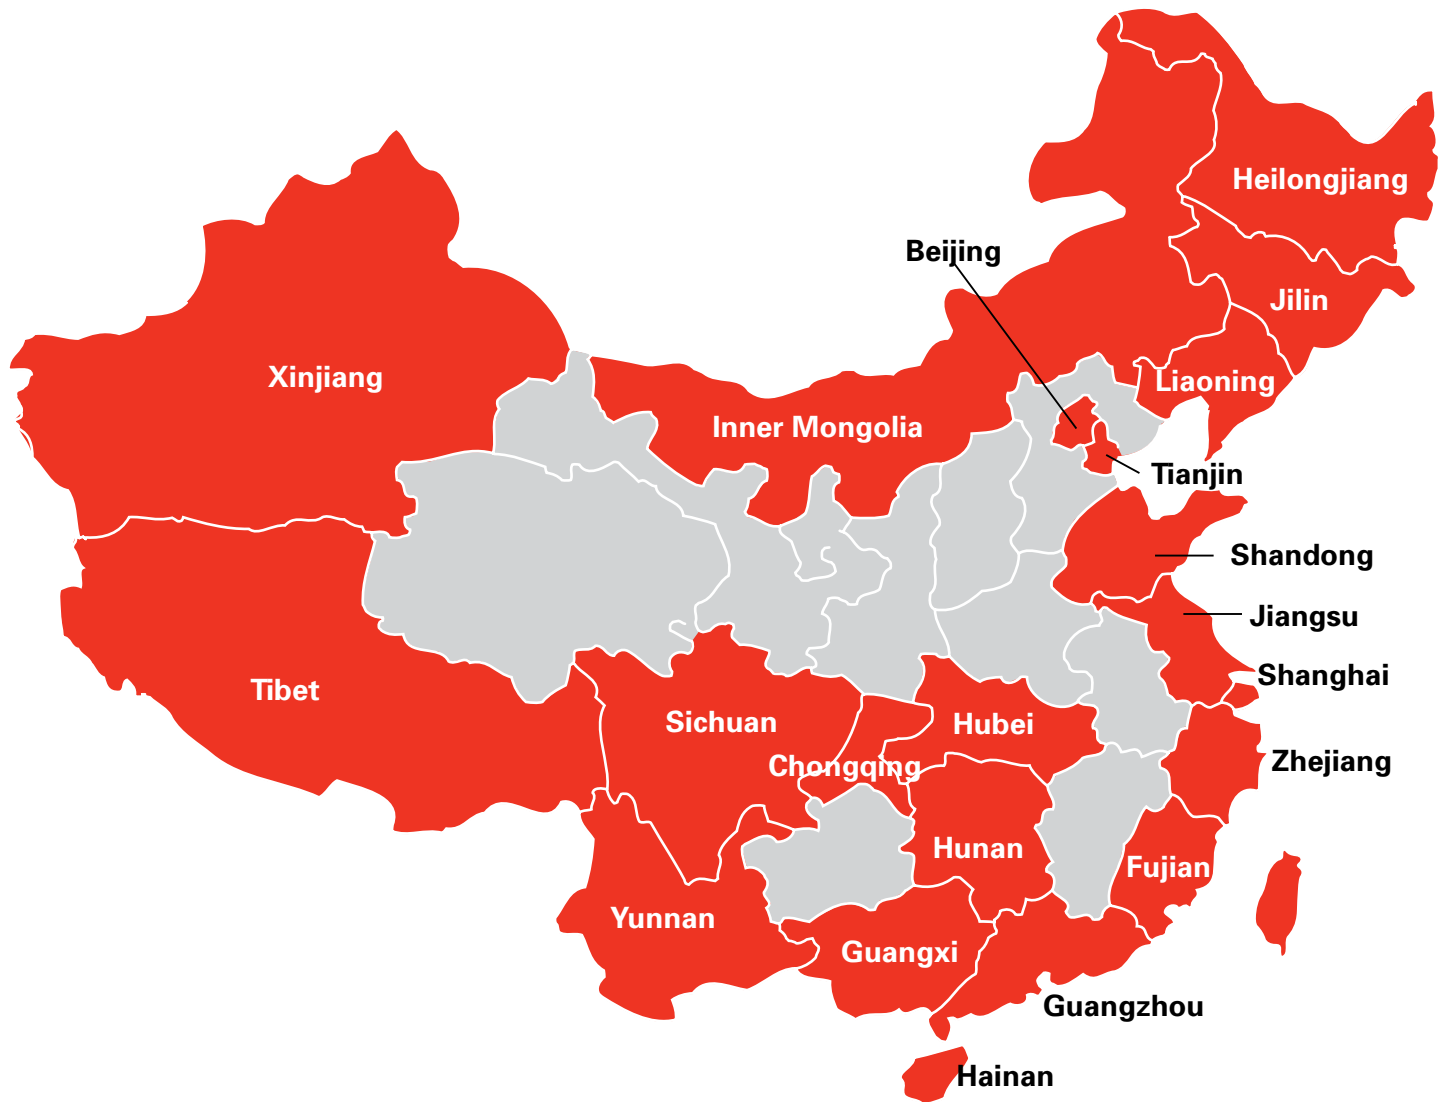 Heilongjiang
Beijing
Jilin
Xinjiang
Liaoning
Inner Mongolia
Tianjin
Shandong
Jiangsu
Shanghai
Tibet
Sichuan
Hubei
Chongqing
Zhejiang
Hunan
Fujian
Yunnan
Guangxi
Guangzhou
Hainan